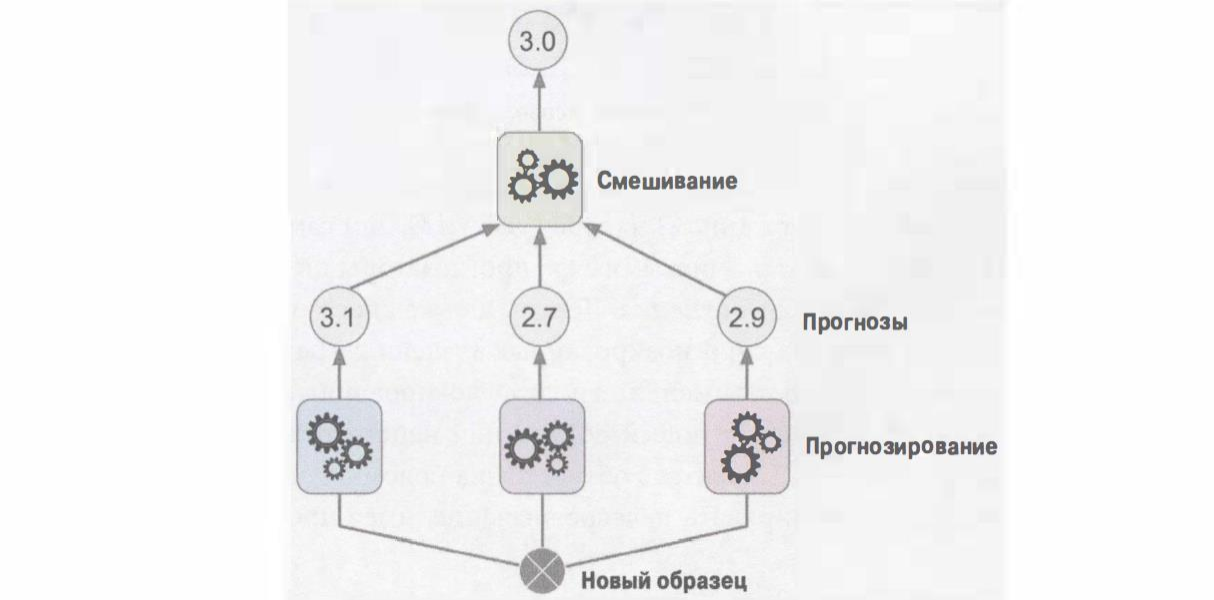 3.0
Смешивание
3.1
2.7
2.9
Прогнозы
Прогнозирование
Новый образец